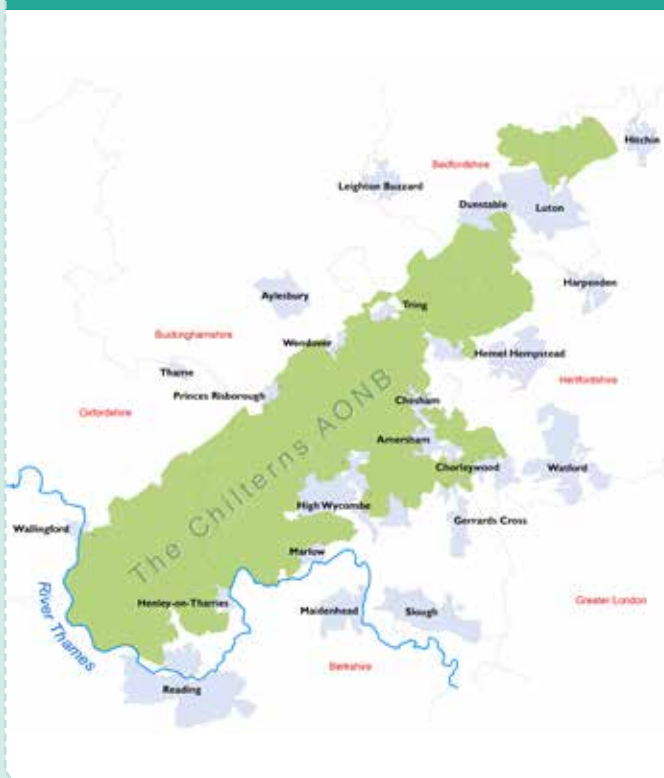 Hitchin
Bedfordshire
Leighton Buzzard
Dunstable
Luton
Harpenden
Aylesbury
Tring
Buckinghamshire
Wendover
Hemel Hempstead
Thame
Hertfordshire
Princes Risborough
Chesham
Oxfordshire
The Chilterns AONB
Amersham
Chorleywood
Watford
High Wycombe
Gerrards Cross
Wallingford
Marlow
Henley-on-Thames
Maidenhead
Slough
Greater London
River Thames
Berkshire
Reading